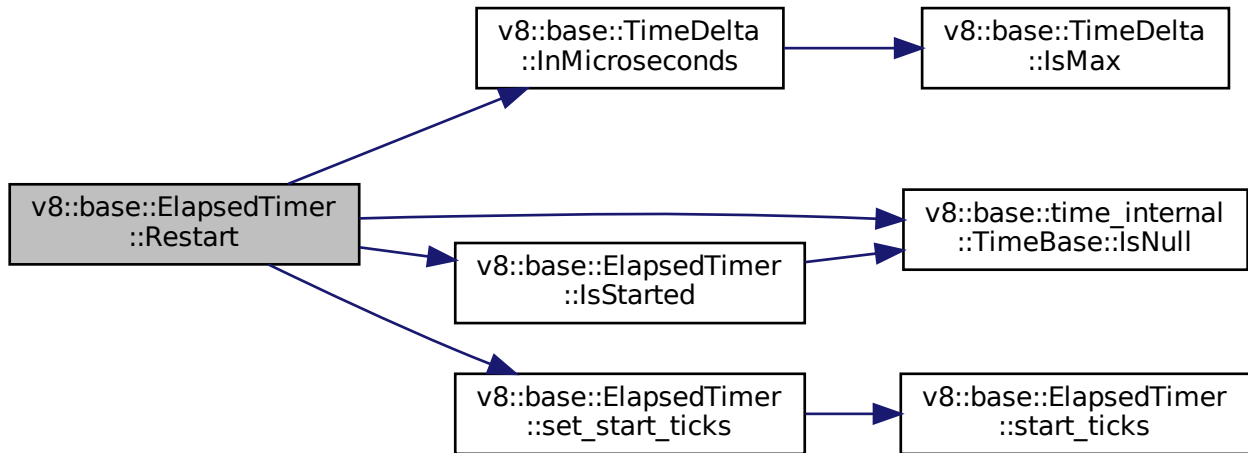 v8::base::TimeDelta
::InMicroseconds
v8::base::TimeDelta
::IsMax
v8::base::ElapsedTimer
::Restart
v8::base::time_internal
::TimeBase::IsNull
v8::base::ElapsedTimer
::IsStarted
v8::base::ElapsedTimer
::set_start_ticks
v8::base::ElapsedTimer
::start_ticks